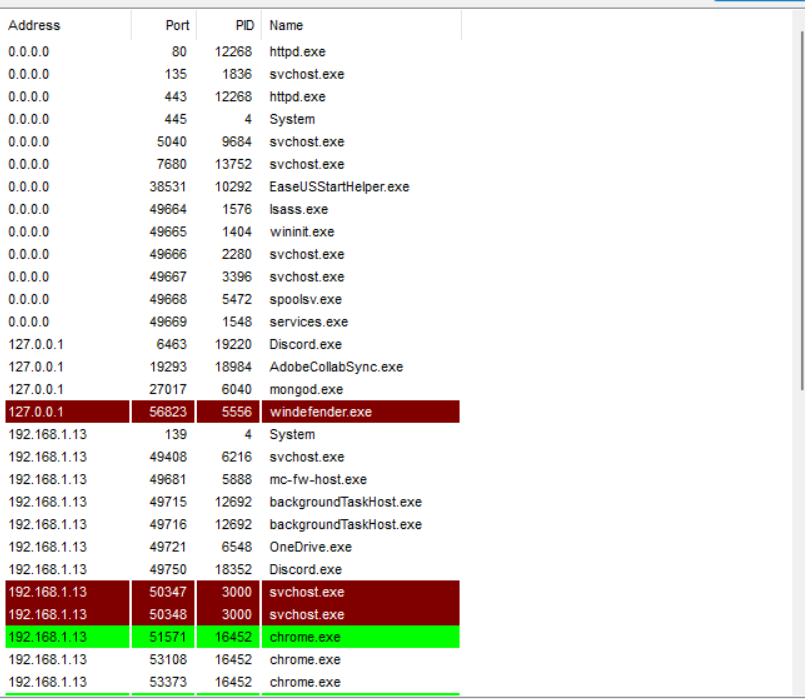 Address Port PID Name
0.0.0.0 80 12268 httpd.exe
0.0.0.0 135 1836 svchost.exe
0.0.0.0 443 12268 httpd.exe
0.0.0.0 445 4 System
0.0.0.0 5040 9684 svchost.exe
0.0.0.0 7680 13752 svchost.exe
0.0.0.0 38531 10292 EaseUSStartHelper.exe
0.0.0.0 49664 1576 lsass.exe
0.0.0.0 49665 1404 wininit.exe
0.0.0.0 49666 2280 svchost.exe
0.0.0.0 49667 3396 svchost.exe
0.0.0.0 49668 5472 spoolsv.exe
0.0.0.0 49669 1548 services.exe
127.0.0.1 6463 19220 Discord.exe
127.0.0.1 19293 18984 AdobeCollabSync.exe
127.0.0.1 27017 6040 mongod.exe
127.0.0.1 56823 5556 windefender.exe
192.168.1.13 139 4 System
192.168.1.13 49408 6216 svchost.exe
192.168.1.13 49681 5888 mc-fw-host.exe
192.168.1.13 49715 12692 backgroundTaskHost.exe
192.168.1.13 49716 12692 backgroundTaskHost.exe
192.168.1.13 49721 6548 OneDrive.exe
192.168.1.13 49750 18352 Discord.exe
192.168.1.13 50347 3000 svchost.exe
192.168.1.13 50348 3000 svchost.exe
192.168.1.13 51571 16452 chrome.exe
192.168.1.13 53108 16452 chrome.exe
192.168.1.13 53373 16452 chrome.exe